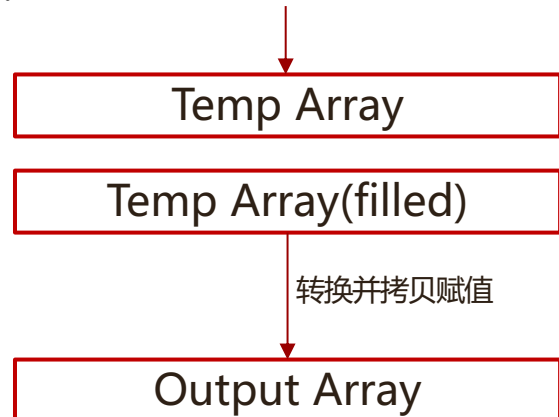 Temp Array
Temp Array(filled)
转换并拷贝赋值
Output Array